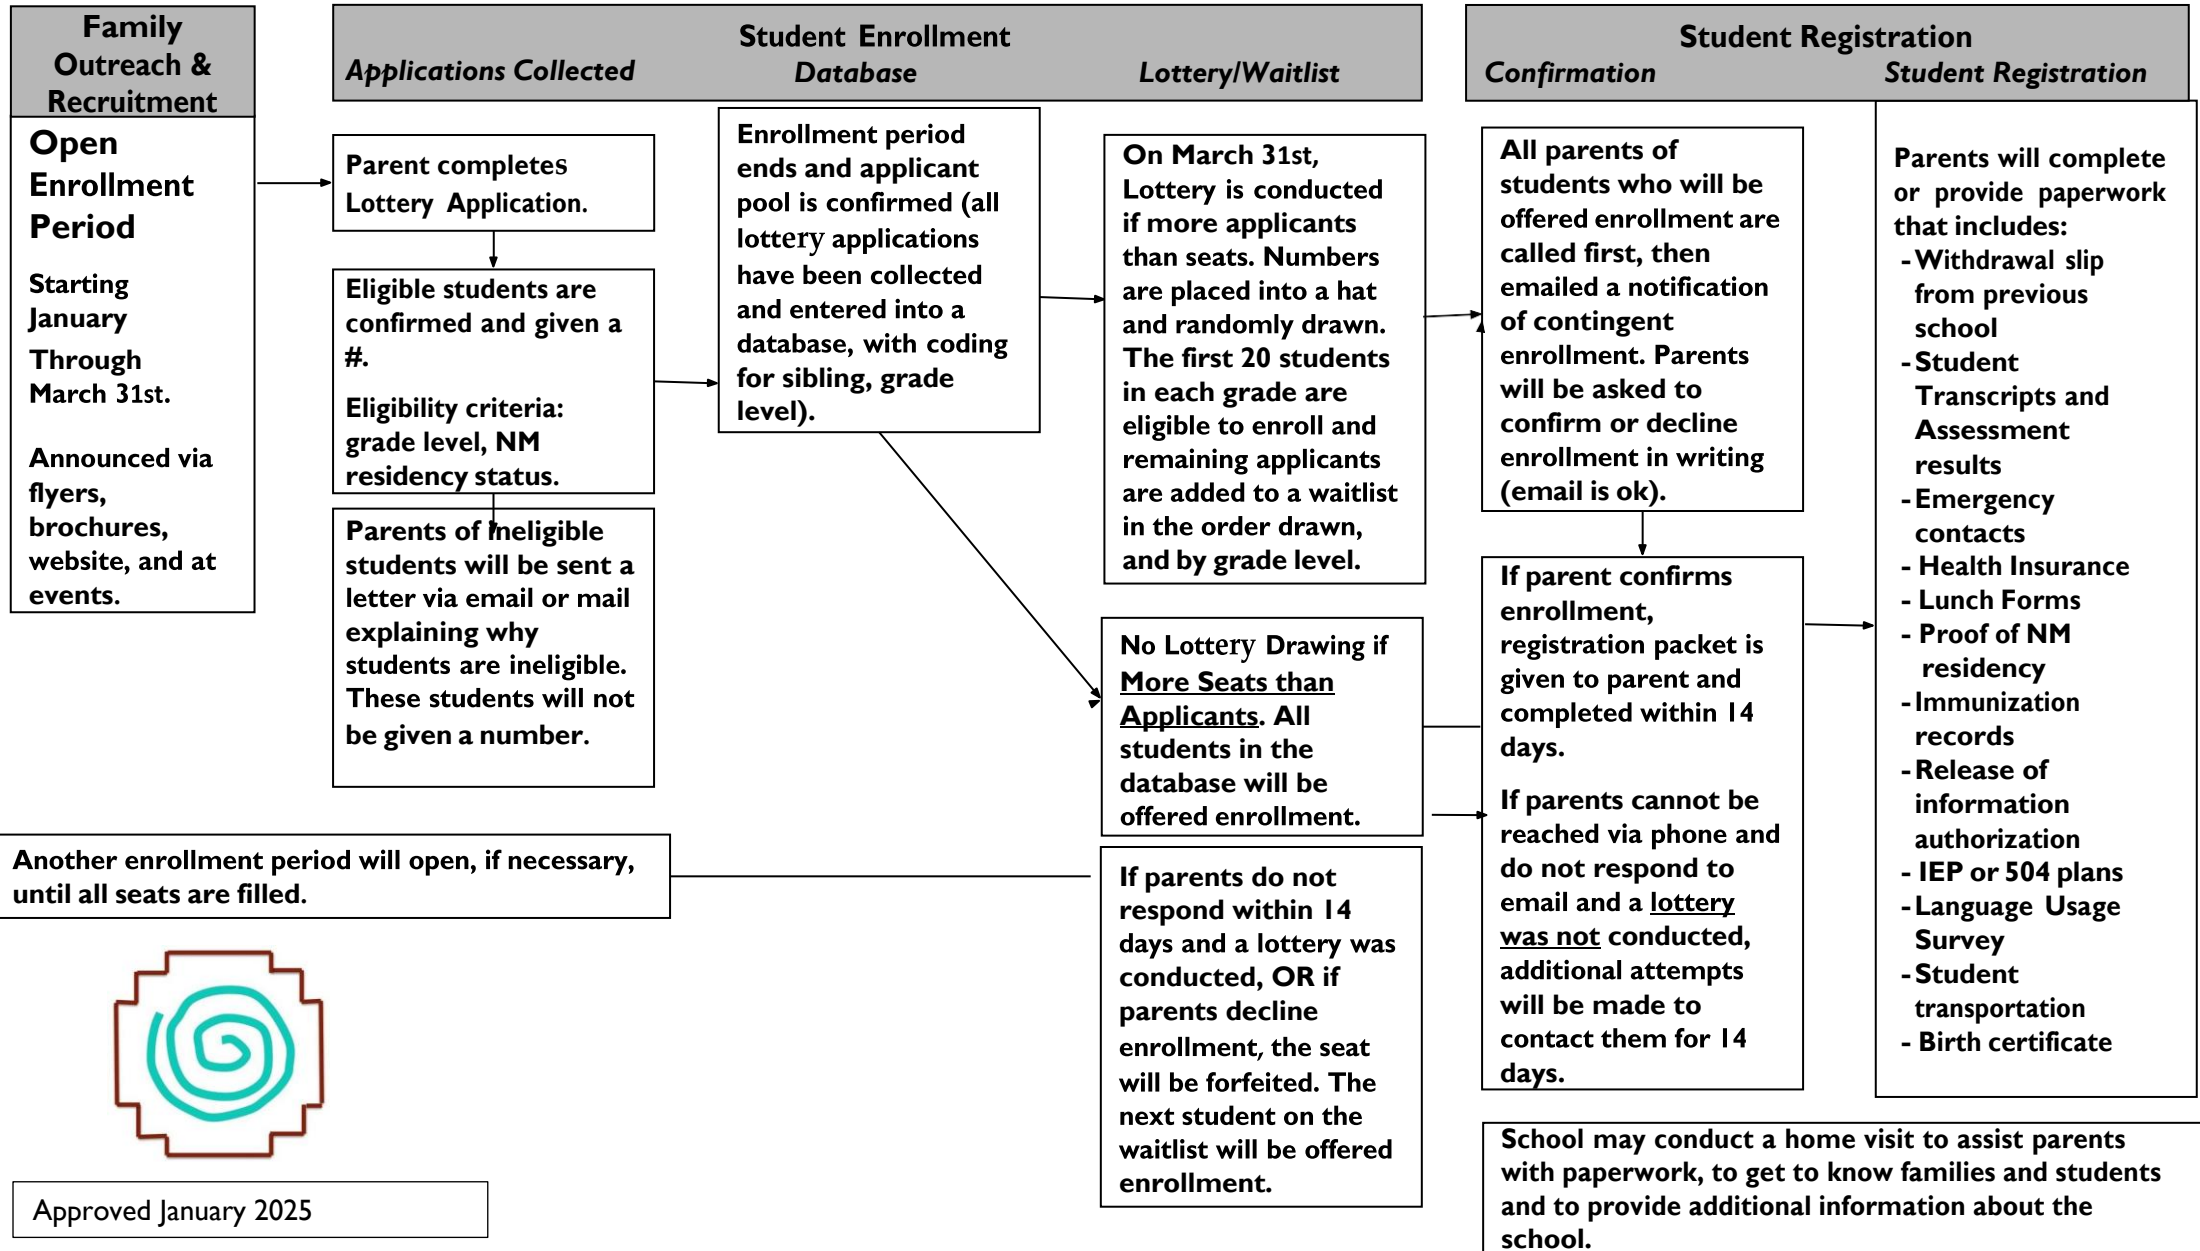 Family
Outreach &
Recruitment
Open
Enrollment
Period
Starting
January
Through
March 31st.
Announced via
flyers,
brochures,
website, and at
events.
Student Enrollment
Applications Collected
Database
Lottery/Waitlist
Parent completes
Lottery Application.
Eligible students are
confirmed and given a
#.
Eligibility criteria:
grade level, NM
residency status.
Parents of ineligible
students will be sent a
letter via email or mail
explaining why
students are ineligible.
These students will not
be given a number.
Enrollment period
ends and applicant
pool is confirmed (all
lottery applications
have been collected
and entered into a
database, with coding
for sibling, grade
level).
On March 31st,
Lottery is conducted
if more applicants
than seats. Numbers
are placed into a hat
and randomly drawn.
The first 20 students
in each grade are
eligible to enroll and
remaining applicants
are added to a waitlist
in the order drawn,
and by grade level.
No Lottery Drawing if
More Seats than
Applicants. All
students in the
database will be
offered enrollment.
If parents do not
respond within 14
days and a lottery was
conducted, OR if
parents decline
enrollment, the seat
will be forfeited. The
next student on the
waitlist will be offered
enrollment.
Another enrollment period will open, if necessary,
until all seats are filled.
Student Registration
Confirmation
Student Registration
All parents of
students who will be
offered enrollment are
called first, then
emailed a notification
of contingent
enrollment. Parents
will be asked to
confirm or decline
enrollment in writing
(email is ok).
If parent confirms
enrollment,
registration packet is
given to parent and
completed within 14
days.
If parents cannot be
reached via phone and
do not respond to
email and a lottery
was not conducted,
additional attempts
will be made to
contact them for 14
days.
Parents will complete
or provide paperwork
that includes:
- Withdrawal slip
from previous
school
- Student
Transcripts and
Assessment
results
- Emergency
contacts
- Health Insurance
- Lunch Forms
- Proof of NM
residency
- Immunization
records
- Release of
information
authorization
- IEP or 504 plans
- Language Usage
Survey
- Student
transportation
- Birth certificate
School may conduct a home visit to assist parents
with paperwork, to get to know families and students
and to provide additional information about the
school.
Approved January 2025